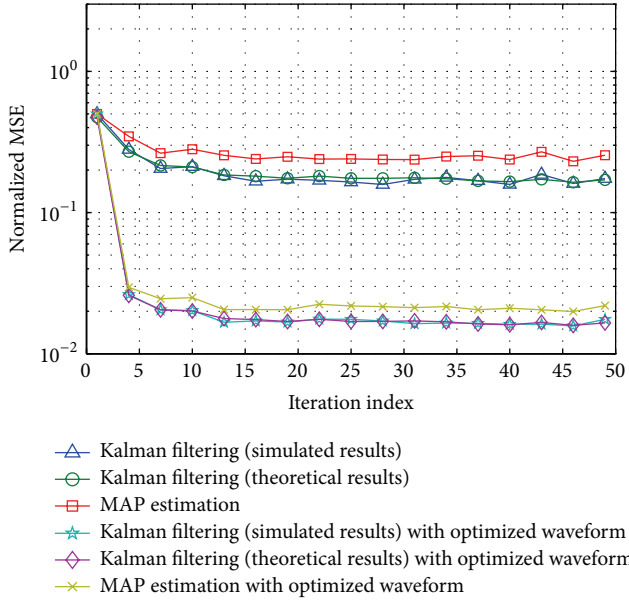 Normalized MSE
10^0
10^{-1}
10^{-2}
0 5 10 15 20 25 30 35 40 45 50
Iteration index
Kalman filtering (simulated results)
Kalman filtering (theoretical results)
MAP estimation
Kalman filtering (simulated results) with optimized waveform
Kalman filtering (theoretical results) with optimized waveform
MAP estimation with optimized waveform